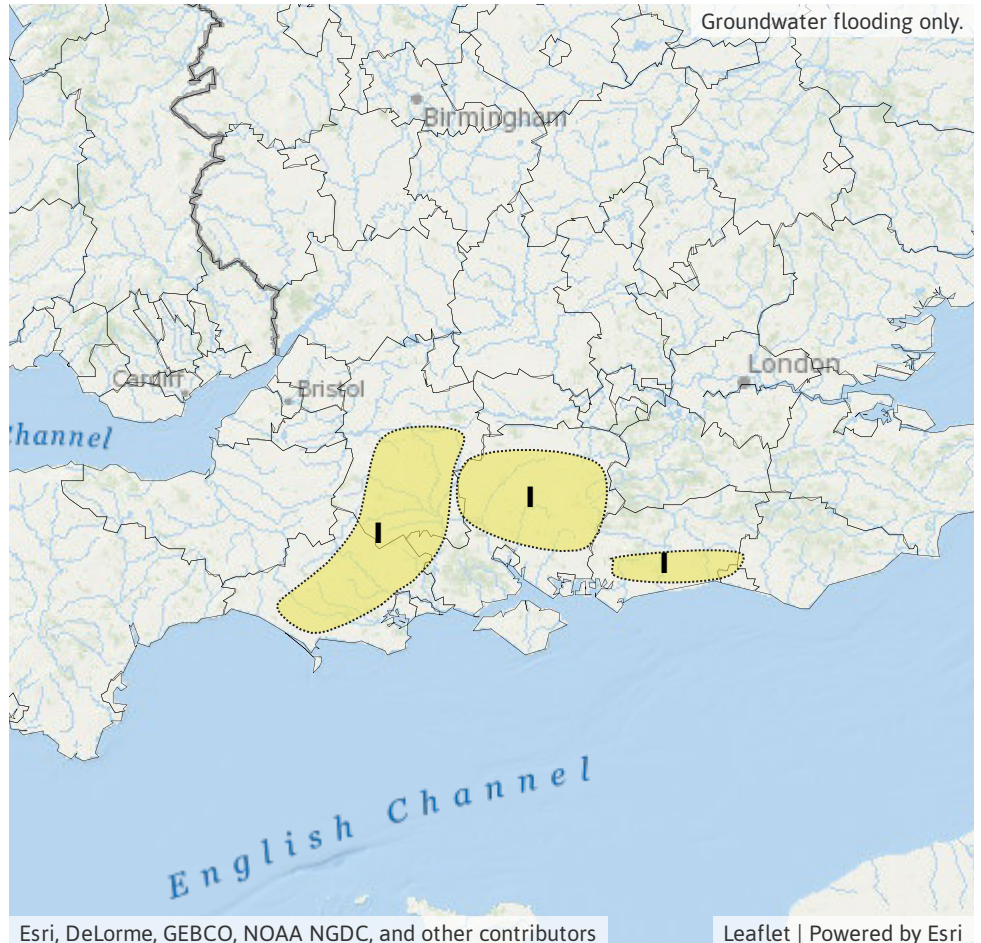 Groundwater flooding only.
Birmingham
London
Cardiff
Bristol
Channel
I
I
I
English Channel
Esri, DeLorme, GEBCO, NOAA NGDC, and other contributors
Leaflet | Powered by Esri